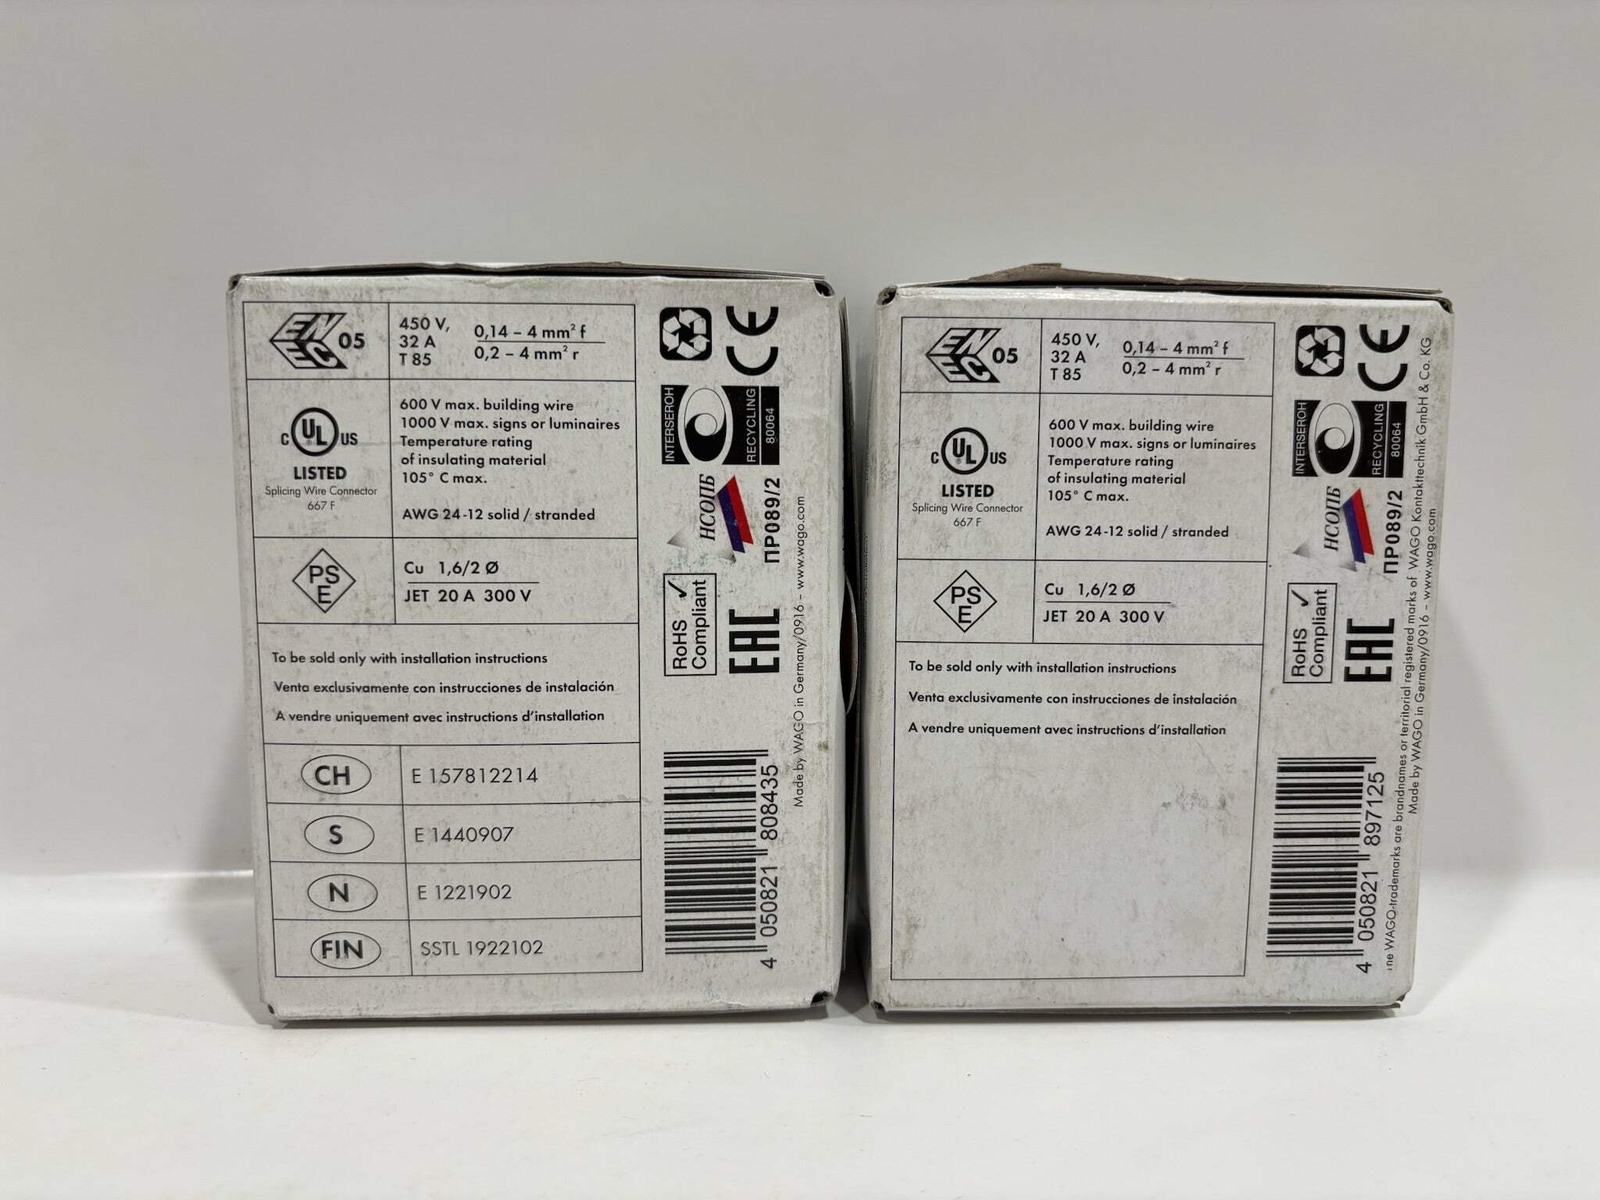 ENEC 05
450 V,
32 A
T 85
0,14 – 4 mm² f
0,2 – 4 mm² r
C UL US
LISTED
Splicing Wire Connector
667 F
600 V max. building wire
1000 V max. signs or luminaires
Temperature rating
of insulating material
105° C max.
AWG 24-12 solid / stranded
PS
E
Cu 1,6/2 Ø
JET 20 A 300 V
To be sold only with installation instructions
Venta exclusivamente con instrucciones de instalación
A vendre uniquement avec instructions d'installation
CH
E 157812214
S
E 1440907
N
E 1221902
FIN
SSTL 1922102
CE
INTERSEROH
RECYCLING
80064
НСОПБ
ПР089/2
RoHS
Compliant
EAC
Made by WAGO in Germany/0916 – www.wago.com
4 050821 808435
ENEC 05
450 V,
32 A
T 85
0,14 – 4 mm² f
0,2 – 4 mm² r
C UL US
LISTED
Splicing Wire Connector
667 F
600 V max. building wire
1000 V max. signs or luminaires
Temperature rating
of insulating material
105° C max.
AWG 24-12 solid / stranded
PS
E
Cu 1,6/2 Ø
JET 20 A 300 V
To be sold only with installation instructions
Venta exclusivamente con instrucciones de instalación
A vendre uniquement avec instructions d'installation
CE
INTERSEROH
RECYCLING
80064
НСОПБ
ПР089/2
RoHS
Compliant
EAC
WAGO-trademarks are brandnames or territorial registered marks of WAGO Kontakttechnik GmbH & Co. KG
Made by WAGO in Germany/0916 – www.wago.com
4 050821 897125